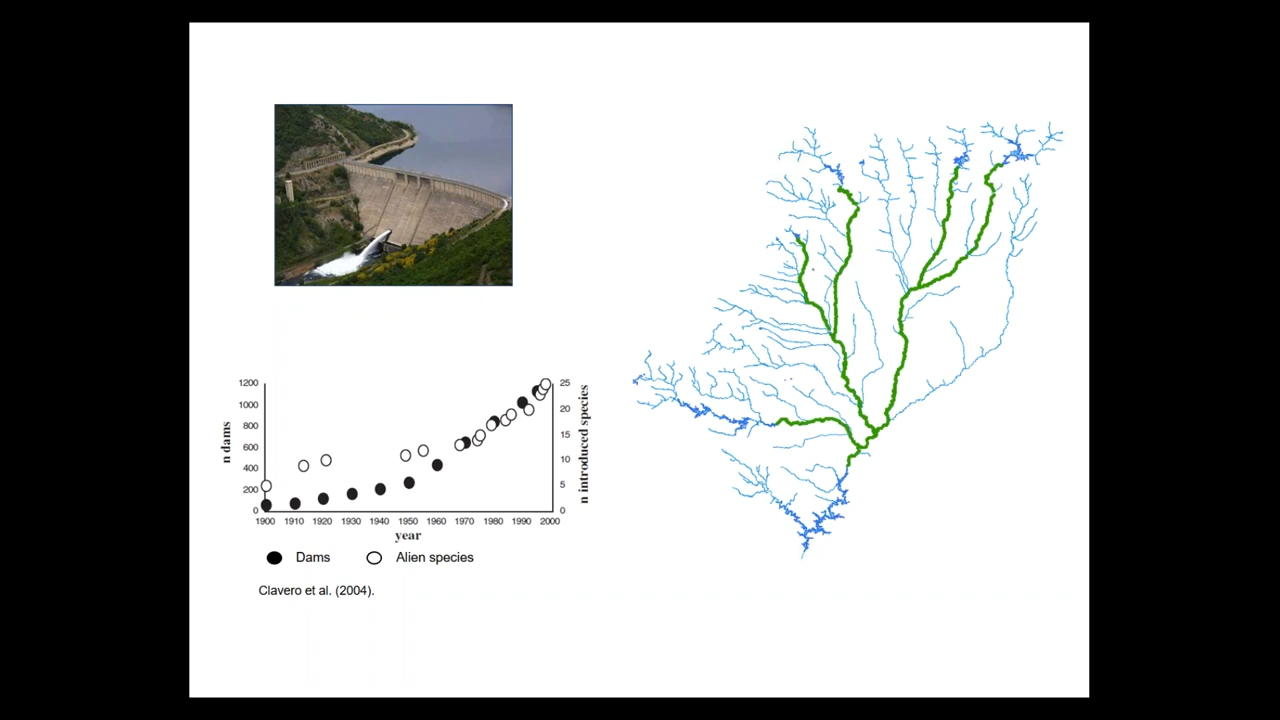 1200
1000
800
600
400
200
0
n dams
25
20
15
10
5
0
n introduced species
1900 1910 1920 1930 1940 1950 1960 1970 1980 1990 2000
year
Dams Alien species
Clavero et al. (2004).